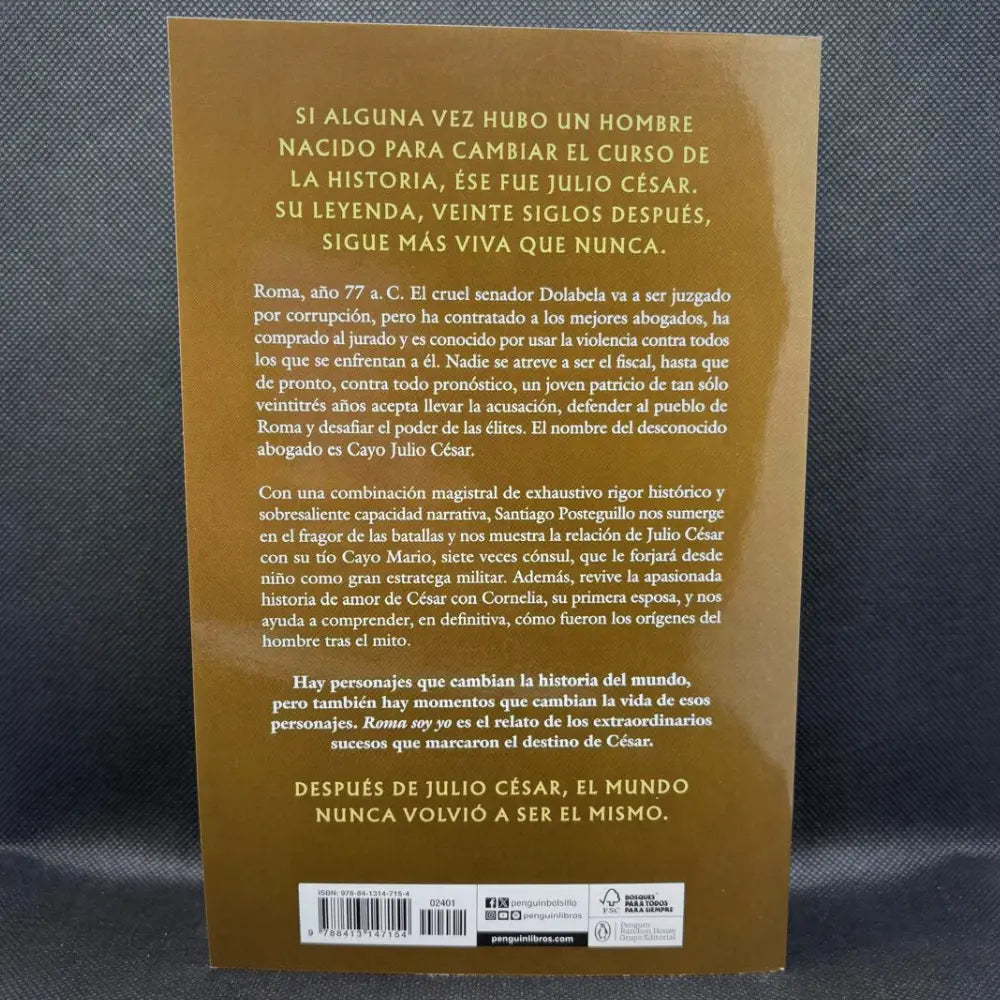 SI ALGUNA VEZ HUBO UN HOMBRE
NACIDO PARA CAMBIAR EL CURSO DE
LA HISTORIA, ÉSE FUE JULIO CÉSAR.
SU LEYENDA, VEINTE SIGLOS DESPUÉS,
SIGUE MÁS VIVA QUE NUNCA.
Roma, año 77 a. C. El cruel senador Dolabela va a ser juzgado
por corrupción, pero ha contratado a los mejores abogados, ha
comprado al jurado y es conocido por usar la violencia contra todos
los que se enfrentan a él. Nadie se atreve a ser el fiscal, hasta que
de pronto, contra todo pronóstico, un joven patricio de tan sólo
veintitrés años acepta llevar la acusación, defender al pueblo de
Roma y desafiar el poder de las élites. El nombre del desconocido
abogado es Cayo Julio César.
Con una combinación magistral de exhaustivo rigor histórico y
sobresaliente capacidad narrativa, Santiago Posteguillo nos sumerge
en el fragor de las batallas y nos muestra la relación de Julio César
con su tío Cayo Mario, siete veces cónsul, que le forjará desde
niño como gran estratega militar. Además, revive la apasionada
historia de amor de César con Cornelia, su primera esposa, y nos
ayuda a comprender, en definitiva, cómo fueron los orígenes del
hombre tras el mito.
Hay personajes que cambian la historia del mundo,
pero también hay momentos que cambian la vida de esos
personajes. Roma soy yo es el relato de los extraordinarios
sucesos que marcaron el destino de César.
DESPUÉS DE JULIO CÉSAR, EL MUNDO
NUNCA VOLVIÓ A SER EL MISMO.
ISBN: 978-84-1314-715-4
02401
9 788413 147154
penguinbolsillo
penguinlibros
penguinlibros.com
FSC
BOSQUES
PARA TODOS
PARA SIEMPRE
Penguin
Random House
Grupo Editorial